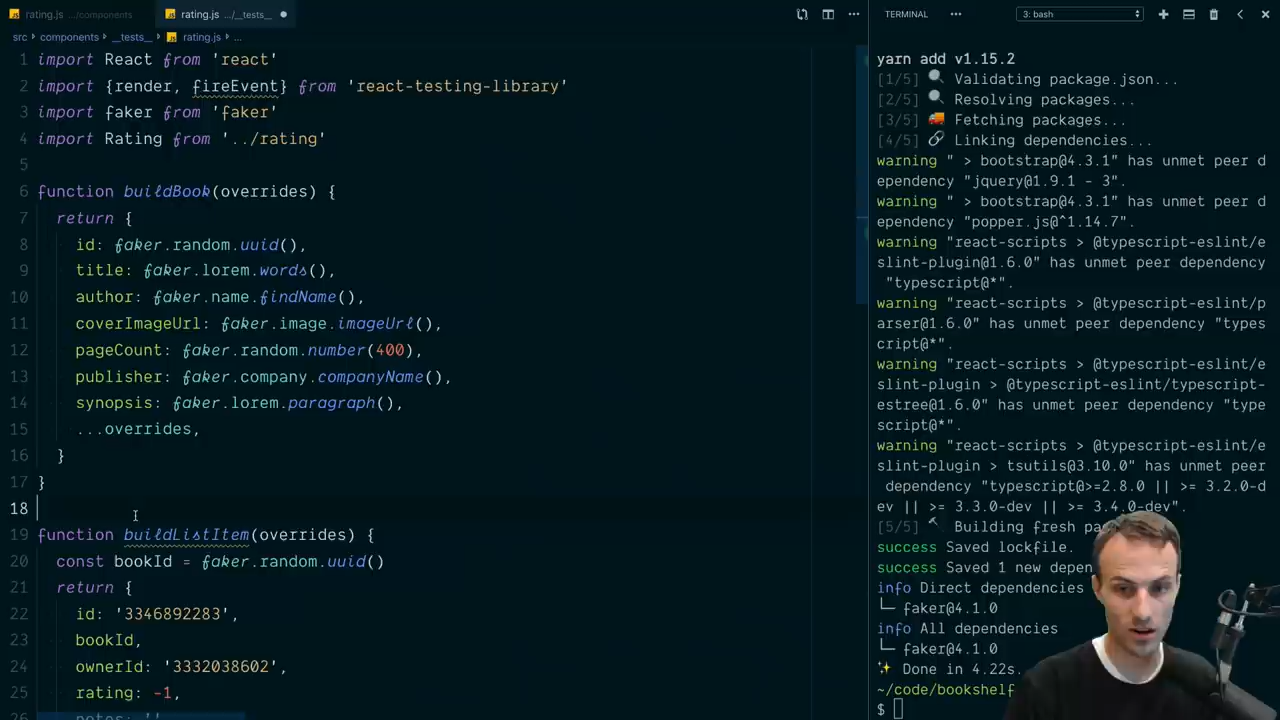 rating.js .../components
rating.js .../__tests__
TERMINAL
3: bash
src components __tests__ rating.js ...
1 import React from 'react'
2 import {render, fireEvent} from 'react-testing-library'
3 import faker from 'faker'
4 import Rating from '../rating'
5
6 function buildBook(overrides) {
7 return {
8 id: faker.random.uuid(),
9 title: faker.lorem.words(),
10 author: faker.name.findName(),
11 coverImageUrl: faker.image.imageUrl(),
12 pageCount: faker.random.number(400),
13 publisher: faker.company.companyName(),
14 synopsis: faker.lorem.paragraph(),
15 ...overrides,
16 }
17 }
18
19 function buildListItem(overrides) {
20 const bookId = faker.random.uuid()
21 return {
22 id: '3346892283',
23 bookId,
24 ownerId: '3332038602',
25 rating: -1,
26 notes: ''
yarn add v1.15.2
[1/5] Validating package.json...
[2/5] Resolving packages...
[3/5] Fetching packages...
[4/5] Linking dependencies...
warning " > bootstrap@4.3.1" has unmet peer d
ependency "jquery@1.9.1 - 3".
warning " > bootstrap@4.3.1" has unmet peer d
ependency "popper.js@^1.14.7".
warning "react-scripts > @typescript-eslint/e
slint-plugin@1.6.0" has unmet peer dependency
"typescript@*".
warning "react-scripts > @typescript-eslint/p
arser@1.6.0" has unmet peer dependency "types
cript@*".
warning "react-scripts > @typescript-eslint/e
slint-plugin > @typescript-eslint/typescript-
estree@1.6.0" has unmet peer dependency "type
script@*".
warning "react-scripts > @typescript-eslint/e
slint-plugin > tsutils@3.10.0" has unmet peer
dependency "typescript@>=2.8.0 || >= 3.2.0-d
ev || >= 3.3.0-dev || >= 3.4.0-dev".
[5/5] Building fresh pa
success Saved lockfile.
success Saved 1 new depen
info Direct dependencies
└─ faker@4.1.0
info All dependencies
└─ faker@4.1.0
Done in 4.22s.
~/code/bookshelf
$